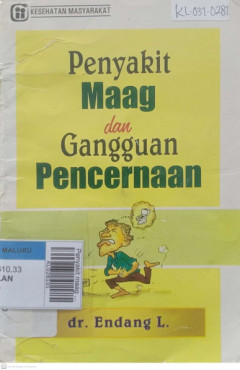 KESEHATAN MASYARAKAT
KL-031-0281
Penyakit
Maag
dan
Gangguan
Pencernaan
MALUKU
610.33
LAN
dr. Endang L.